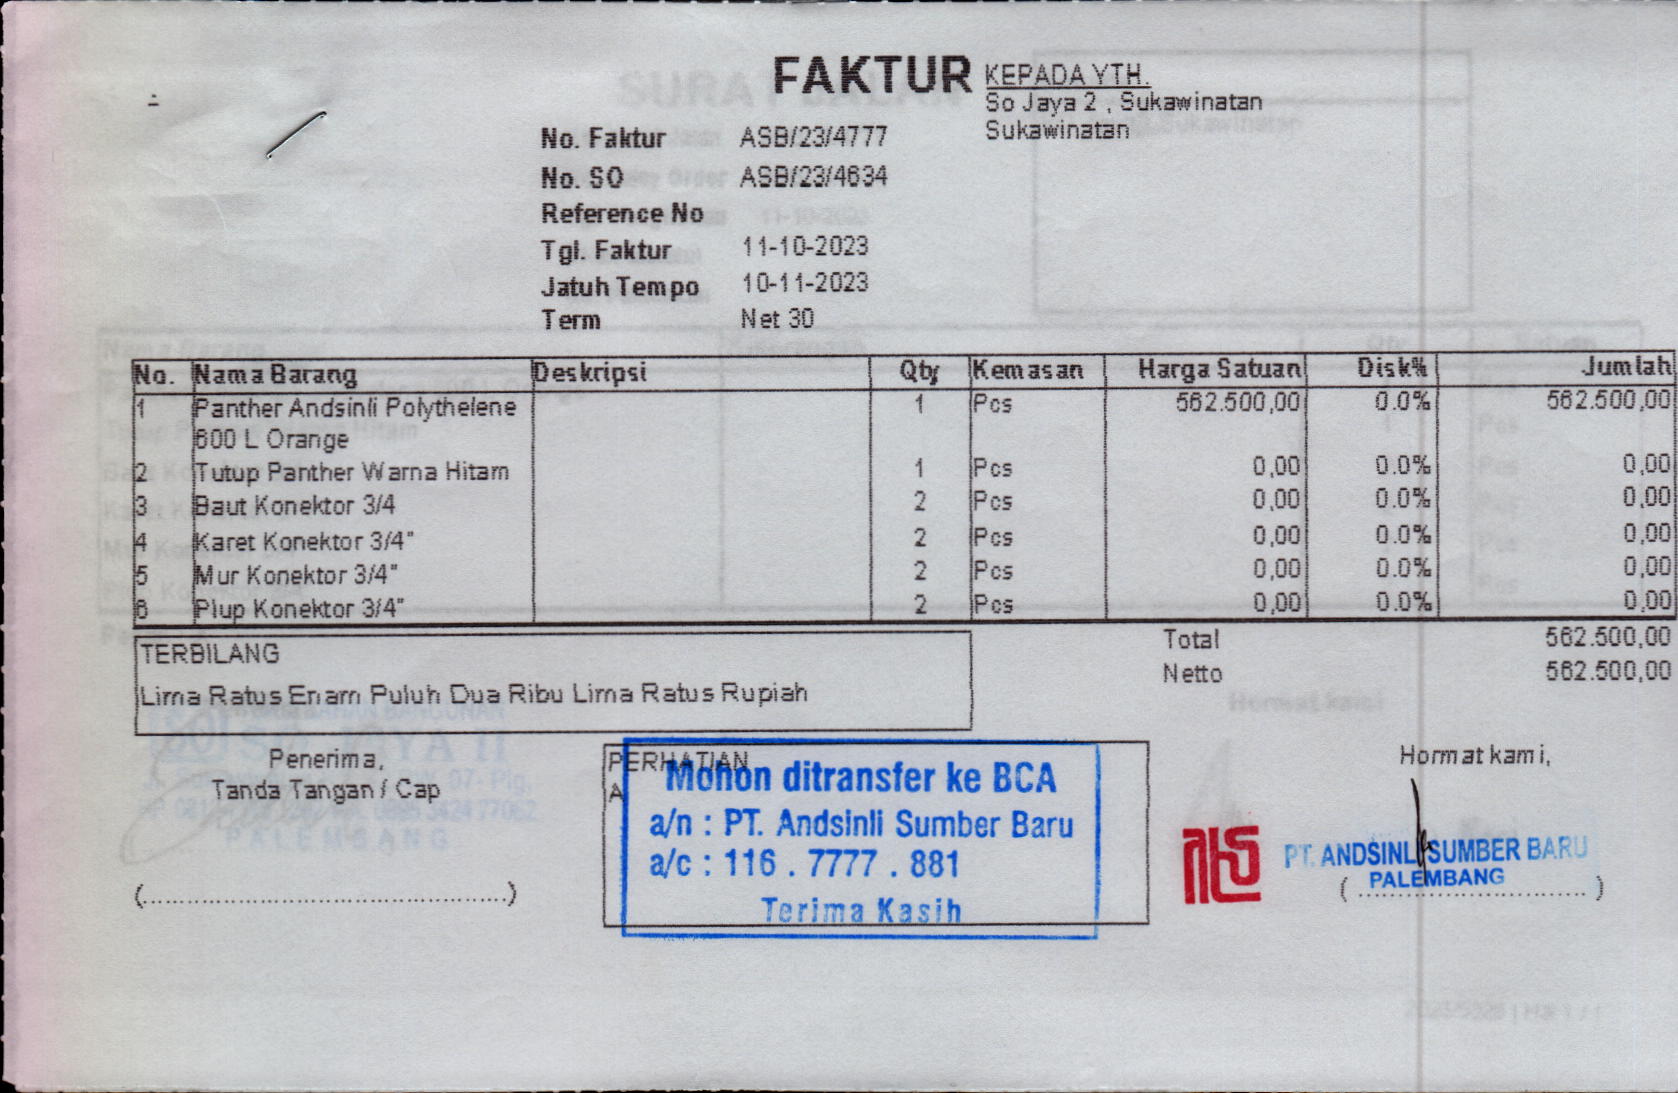 FAKTUR
KEPADA YTH.
So Jaya 2 , Sukawinatan
Sukawinatan
No. Faktur ASB/23/4777
No. SO ASB/23/4634
Reference No
Tgl. Faktur 11-10-2023
Jatuh Tempo 10-11-2023
Term Net 30
No. Nama Barang Deskripsi Qty Kemasan Harga Satuan Disk% Jumlah
1 Panther Andsinli Polythelene 1 Pcs 562.500,00 0.0% 562.500,00
600 L Orange
2 Tutup Panther Warna Hitam 1 Pcs 0,00 0.0% 0,00
3 Baut Konektor 3/4 2 Pcs 0,00 0.0% 0,00
4 Karet Konektor 3/4" 2 Pcs 0,00 0.0% 0,00
5 Mur Konektor 3/4" 2 Pcs 0,00 0.0% 0,00
6 Plup Konektor 3/4" 2 Pcs 0,00 0.0% 0,00
Total 562.500,00
Netto 562.500,00
TERBILANG
Lima Ratus Enam Puluh Dua Ribu Lima Ratus Rupiah
Penerima,
Tanda Tangan / Cap
(................................................)
PERHATIAN
A
Mohon ditransfer ke BCA
a/n : PT. Andsinli Sumber Baru
a/c : 116 . 7777 . 881
Terima Kasih
Hormat kami,
PT. ANDSINLI SUMBER BARU
PALEMBANG
(................................)